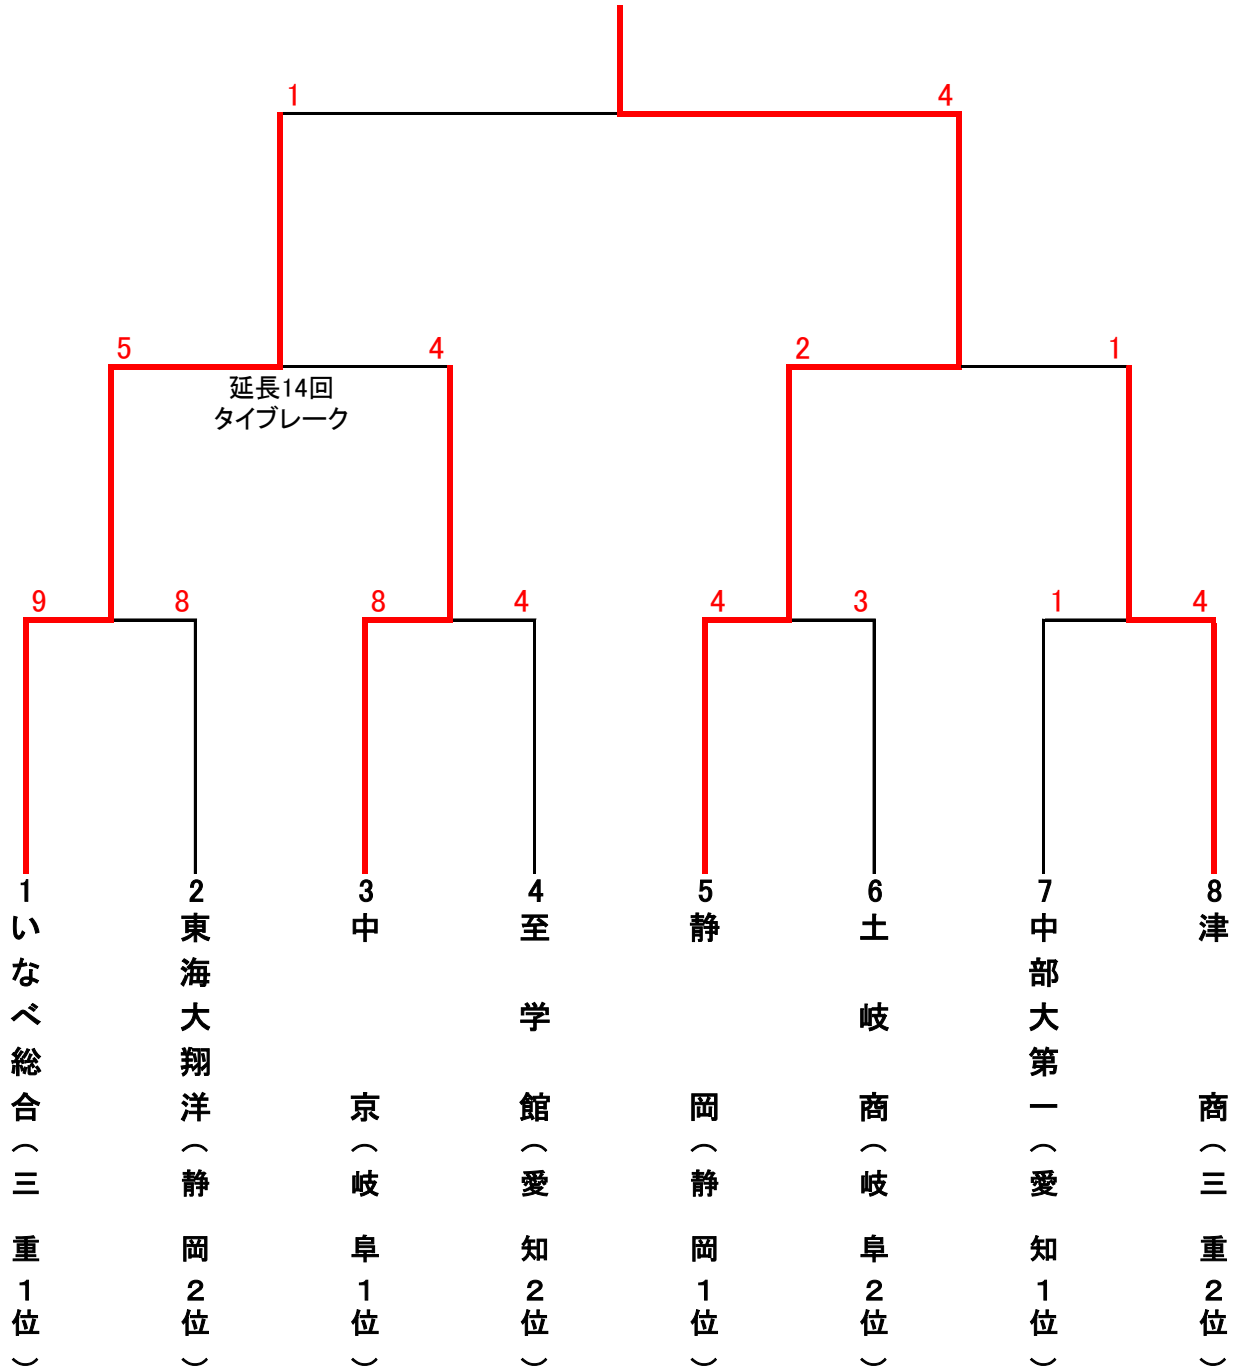 1 4
5 4 2 1
延長14回
タイブレーク
9 8 8 4 4 3 1 4
1 いなべ総合（三重1位）
2 東海大翔洋（静岡2位）
3 中京（岐阜1位）
4 至学館（愛知2位）
5 静岡（静岡1位）
6 土岐商（岐阜2位）
7 中部大第一（愛知1位）
8 津商（三重2位）